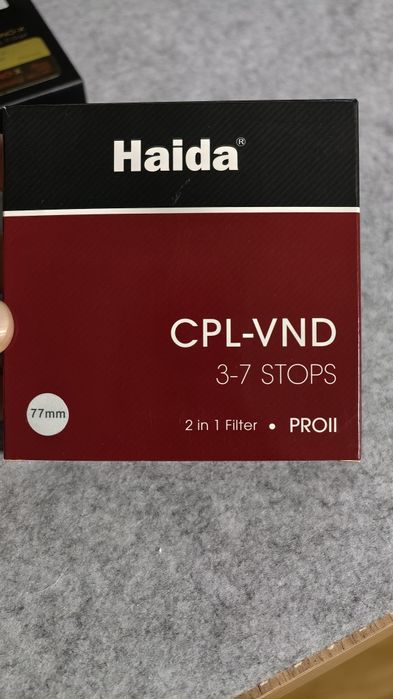 Haida®
CPL-VND
3-7 STOPS
77mm
2 in 1 Filter • PROII